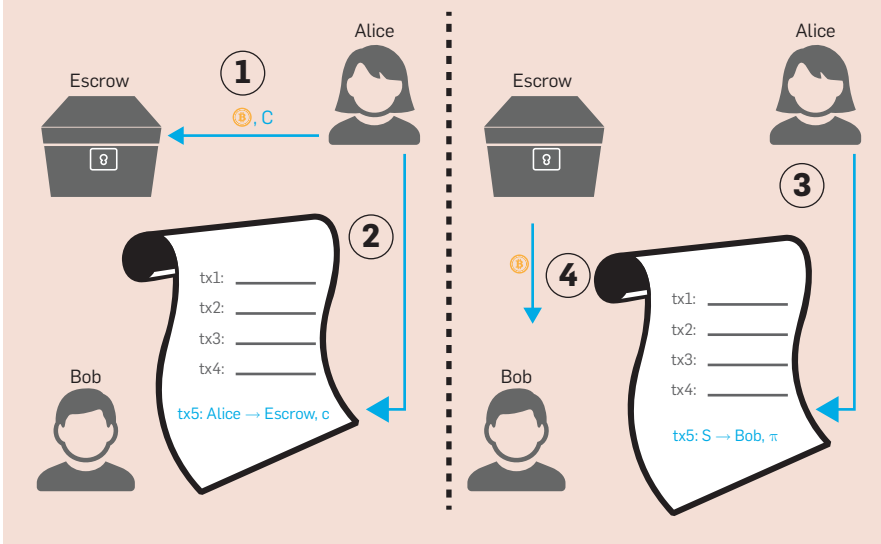 Alice
Escrow
1
₿, C
2
tx1:
tx2:
tx3:
tx4:
tx5: Alice → Escrow, c
Bob
Alice
Escrow
3
₿
4
tx1:
tx2:
tx3:
tx4:
tx5: S → Bob, π
Bob